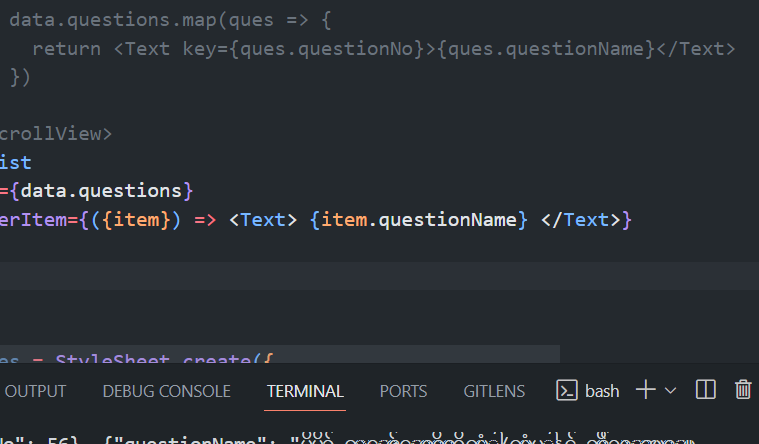 data.questions.map(ques => {
return <Text key={ques.questionNo}>{ques.questionName}</Text>
})
crollView>
ist
={data.questions}
erItem={({item}) => <Text> {item.questionName} </Text>}
es = StyleSheet.create({
OUTPUT DEBUG CONSOLE TERMINAL PORTS GITLENS bash
No": 56}, {"questionName": "